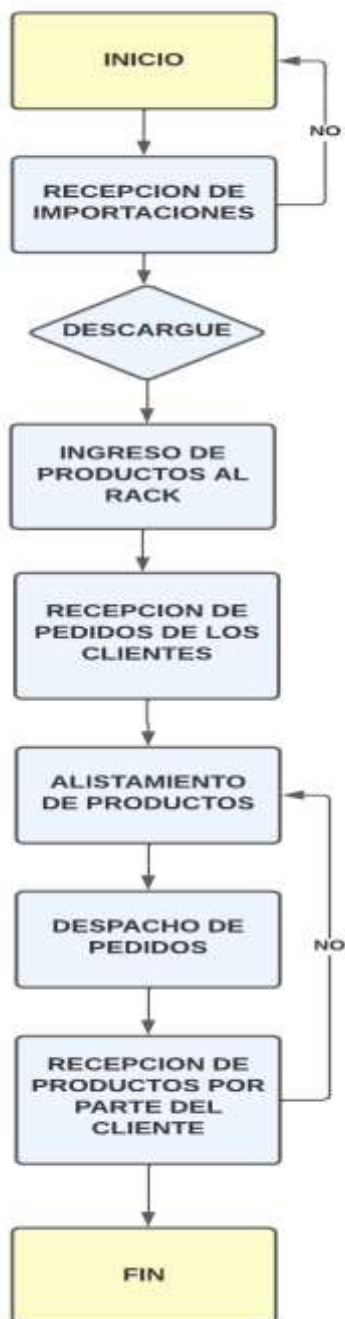 INICIO
NO
RECEPCION DE
IMPORTACIONES
DESCARGUE
INGRESO DE
PRODUCTOS AL
RACK
RECEPCION DE
PEDIDOS DE LOS
CLIENTES
ALISTAMIENTO
DE PRODUCTOS
DESPACHO DE
PEDIDOS
NO
RECEPCION DE
PRODUCTOS POR
PARTE DEL
CLIENTE
FIN